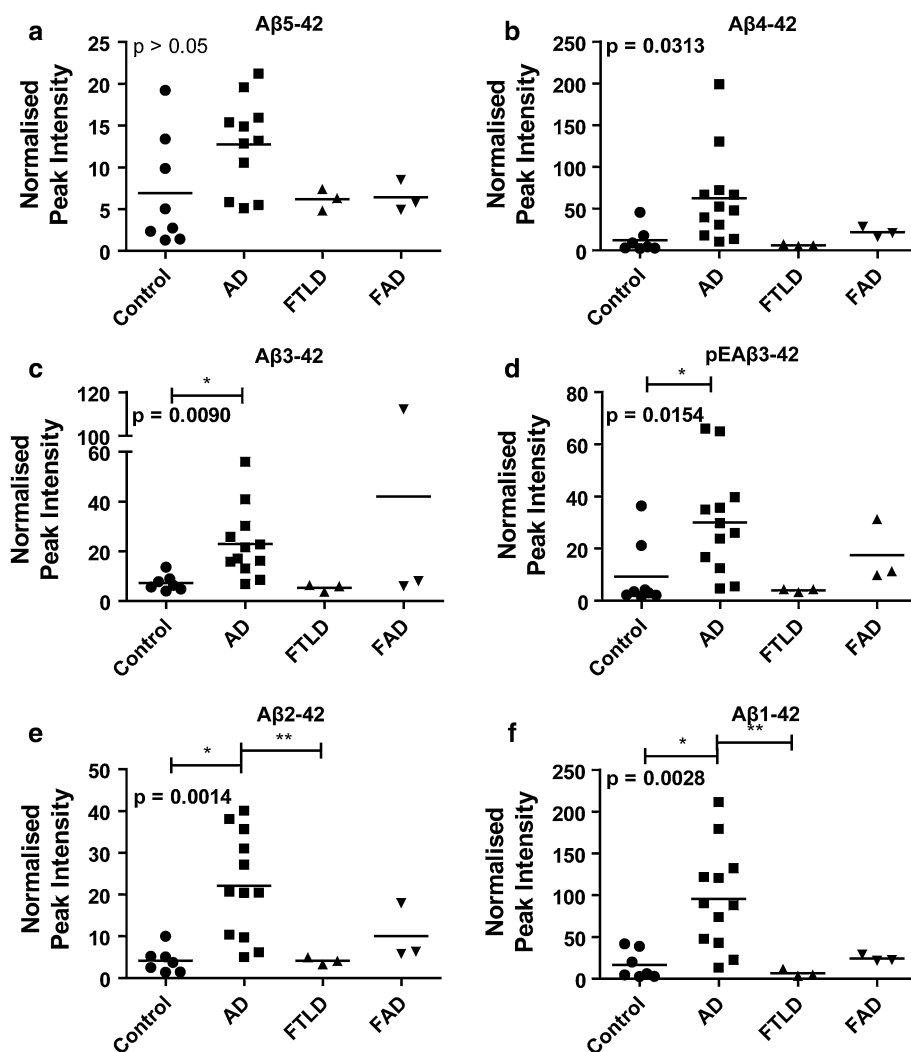 a
Aβ5-42
p > 0.05
Normalised
Peak Intensity
25
20
15
10
5
0
Control
AD
FTLD
FAD
b
Aβ4-42
p = 0.0313
Normalised
Peak Intensity
250
200
150
100
50
0
Control
AD
FTLD
FAD
c
Aβ3-42
*
p = 0.0090
Normalised
Peak Intensity
120
100
60
40
20
0
Control
AD
FTLD
FAD
d
pEAβ3-42
*
p = 0.0154
Normalised
Peak Intensity
80
60
40
20
0
Control
AD
FTLD
FAD
e
Aβ2-42
* **
p = 0.0014
Normalised
Peak Intensity
50
40
30
20
10
0
Control
AD
FTLD
FAD
f
Aβ1-42
* **
p = 0.0028
Normalised
Peak Intensity
250
200
150
100
50
0
Control
AD
FTLD
FAD